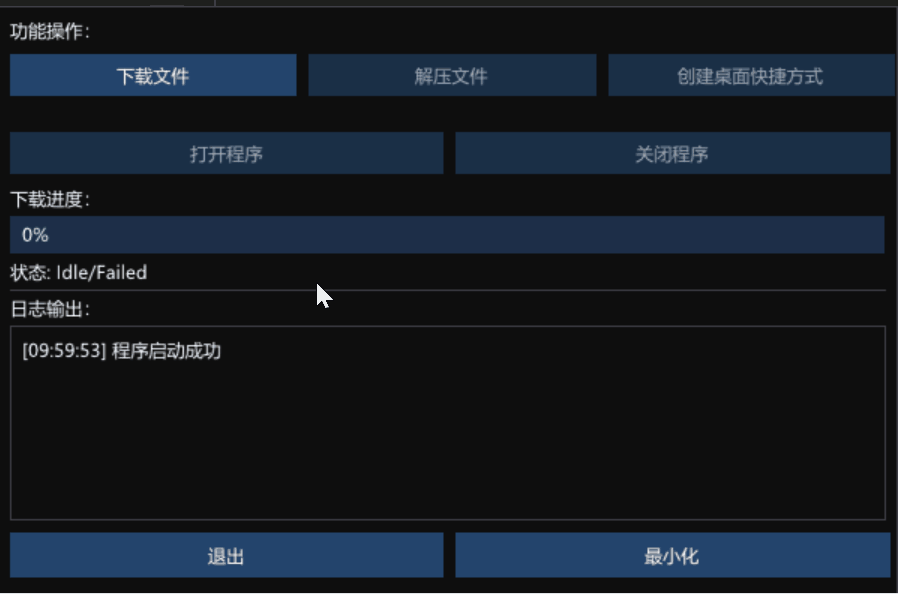 功能操作:
下载文件 解压文件 创建桌面快捷方式
打开程序 关闭程序
下载进度:
0%
状态: Idle/Failed
日志输出:
[09:59:53] 程序启动成功
退出 最小化